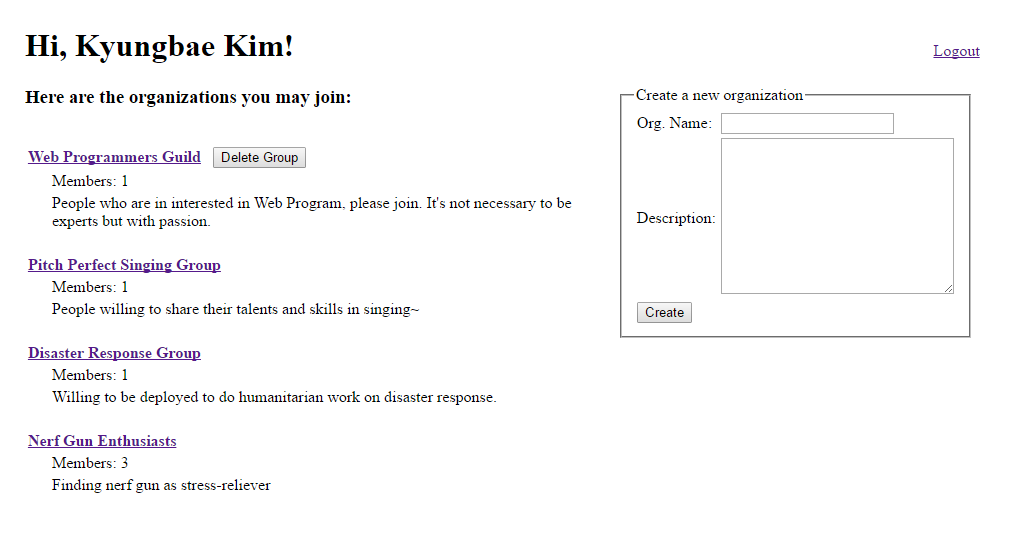 Hi, Kyungbae Kim!
Logout
Here are the organizations you may join:
Web Programmers Guild Delete Group
Members: 1
People who are in interested in Web Program, please join. It's not necessary to be
experts but with passion.
Pitch Perfect Singing Group
Members: 1
People willing to share their talents and skills in singing~
Disaster Response Group
Members: 1
Willing to be deployed to do humanitarian work on disaster response.
Nerf Gun Enthusiasts
Members: 3
Finding nerf gun as stress-reliever
Create a new organization
Org. Name:
Description:
Create